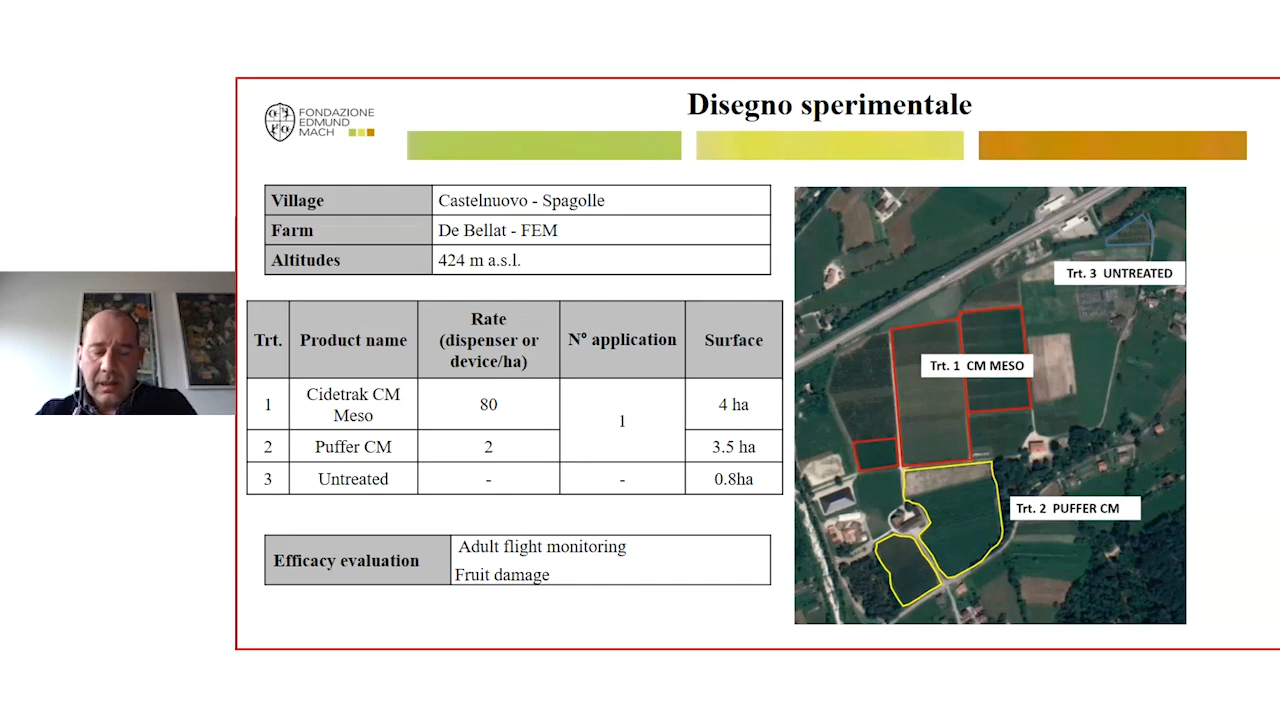 FONDAZIONE
EDMUND
MACH
Disegno sperimentale
Village Castelnuovo - Spagolle
Farm De Bellat - FEM
Altitudes 424 m a.s.l.
Trt. Product name Rate (dispenser or device/ha) N° application Surface
1 Cidetrak CM Meso 80 1 4 ha
2 Puffer CM 2 3.5 ha
3 Untreated - - 0.8ha
Efficacy evaluation
Adult flight monitoring
Fruit damage
Trt. 3 UNTREATED
Trt. 1 CM MESO
Trt. 2 PUFFER CM